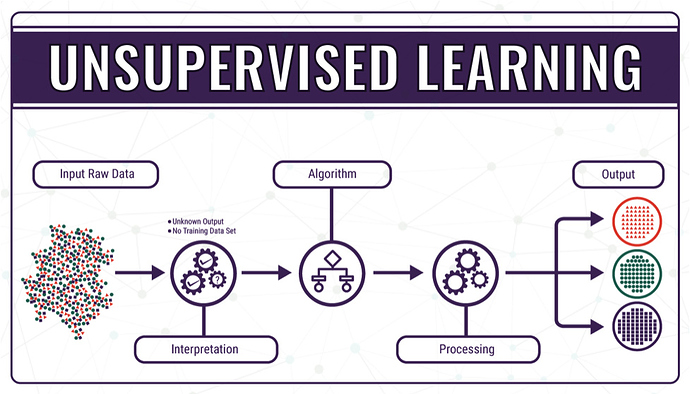 UNSUPERVISED LEARNING
Input Raw Data
Algorithm
Output
• Unknown Output
• No Training Data Set
?
Interpretation
Processing